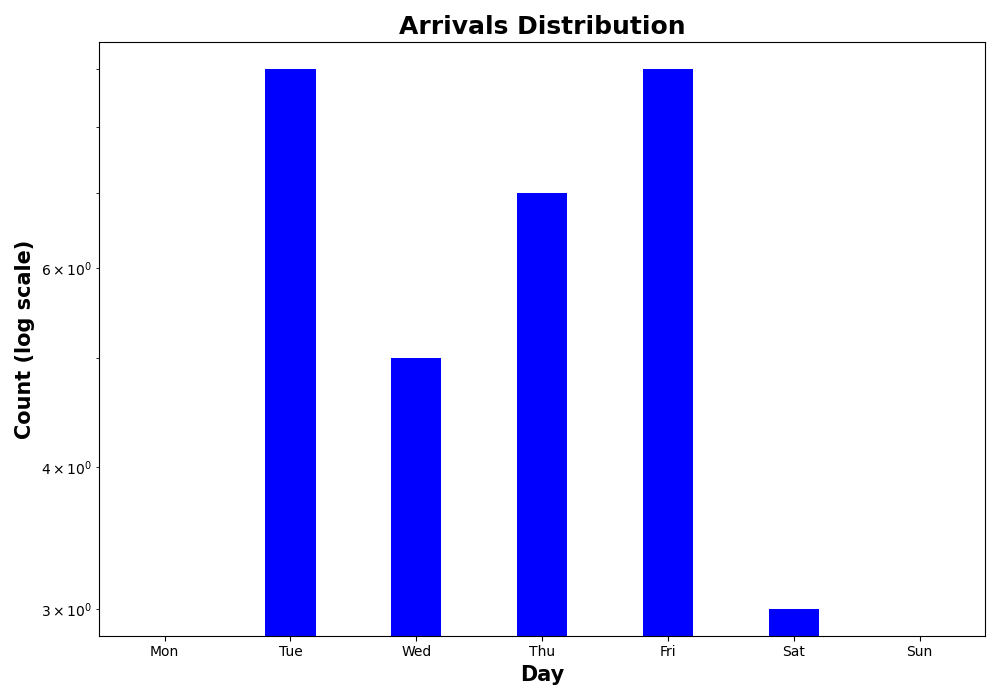 Arrivals Distribution
Count (log scale)
6 × 10⁰
4 × 10⁰
3 × 10⁰
Mon Tue Wed Thu Fri Sat Sun
Day